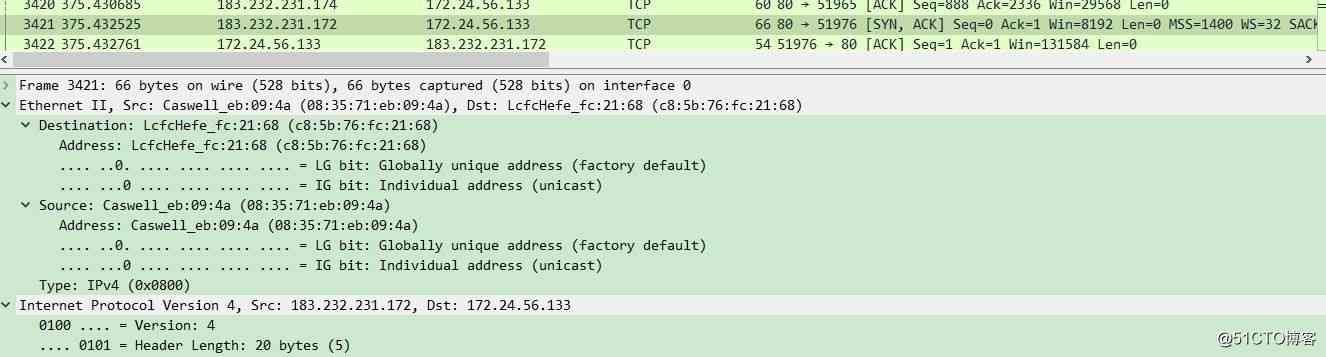 3420 375.430685 183.232.231.174 172.24.56.133 TCP 60 80 → 51965 [ACK] Seq=888 Ack=2336 Win=29568 Len=0
3421 375.432525 183.232.231.172 172.24.56.133 TCP 66 80 → 51976 [SYN, ACK] Seq=0 Ack=1 Win=8192 Len=0 MSS=1400 WS=32 SACK
3422 375.432761 172.24.56.133 183.232.231.172 TCP 54 51976 → 80 [ACK] Seq=1 Ack=1 Win=131584 Len=0
Frame 3421: 66 bytes on wire (528 bits), 66 bytes captured (528 bits) on interface 0
Ethernet II, Src: Caswell_eb:09:4a (08:35:71:eb:09:4a), Dst: LcfcHefe_fc:21:68 (c8:5b:76:fc:21:68)
Destination: LcfcHefe_fc:21:68 (c8:5b:76:fc:21:68)
Address: LcfcHefe_fc:21:68 (c8:5b:76:fc:21:68)
.... ..0. .... .... .... .... = LG bit: Globally unique address (factory default)
.... ...0 .... .... .... .... = IG bit: Individual address (unicast)
Source: Caswell_eb:09:4a (08:35:71:eb:09:4a)
Address: Caswell_eb:09:4a (08:35:71:eb:09:4a)
.... ..0. .... .... .... .... = LG bit: Globally unique address (factory default)
.... ...0 .... .... .... .... = IG bit: Individual address (unicast)
Type: IPv4 (0x0800)
Internet Protocol Version 4, Src: 183.232.231.172, Dst: 172.24.56.133
0100 .... = Version: 4
.... 0101 = Header Length: 20 bytes (5)
@51CTO博客